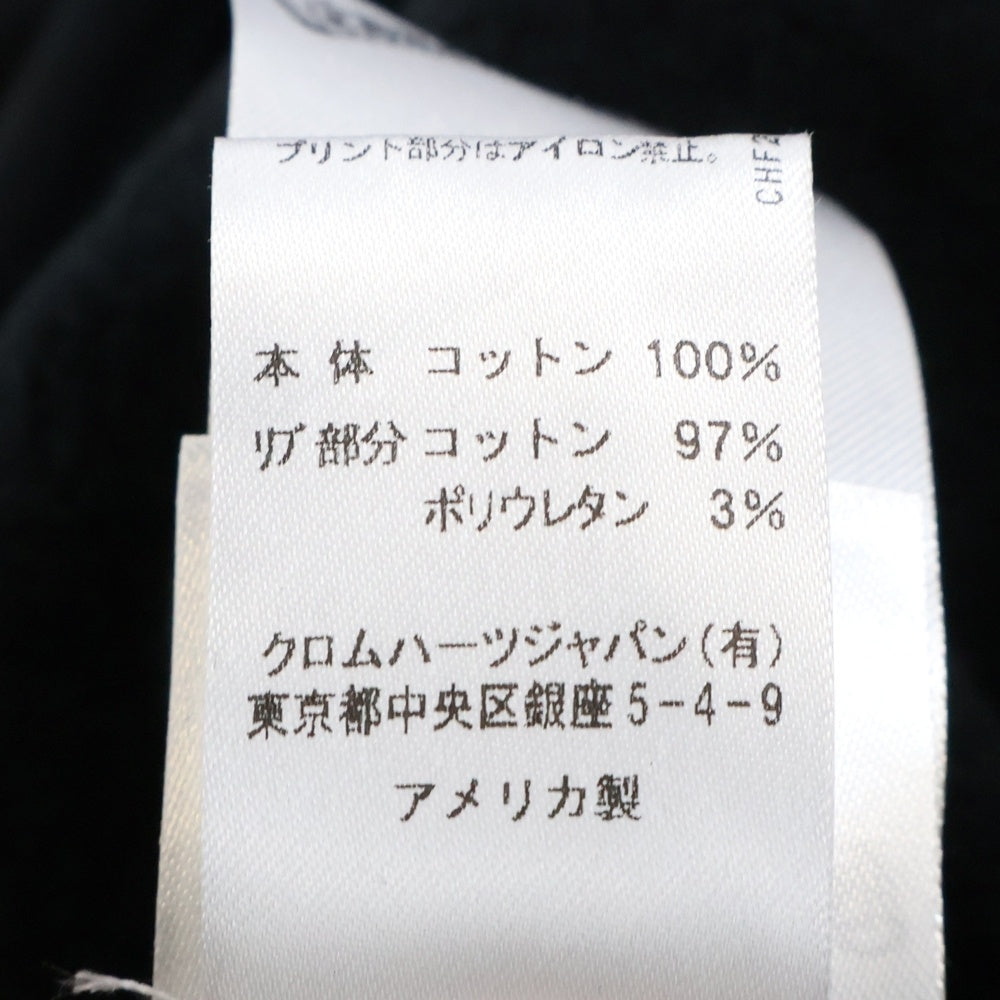 プリント部分はアイロン禁止。
CHF2
本体 コットン 100%
リブ部分 コットン 97%
ポリウレタン 3%
クロムハーツジャパン(有)
東京都中央区銀座5-4-9
アメリカ製